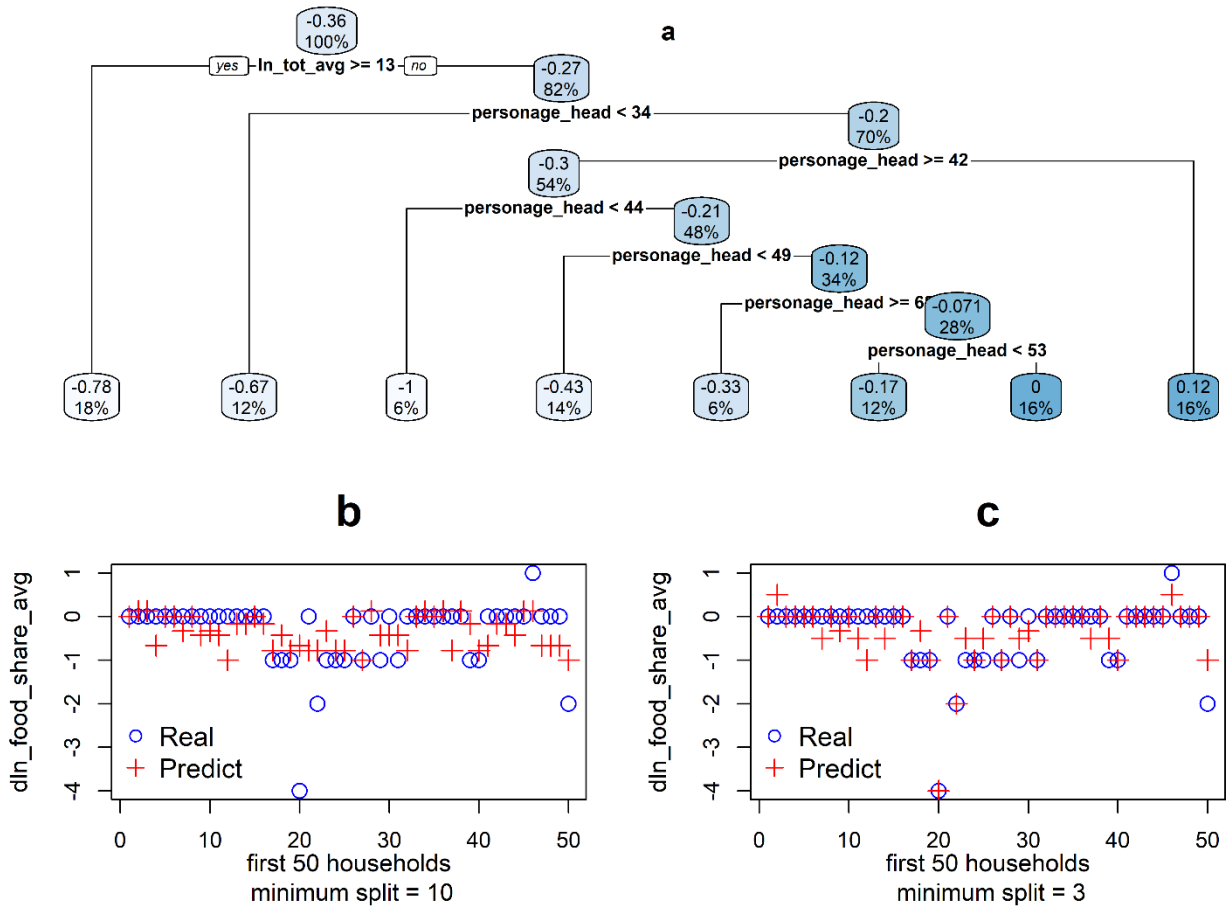 a
-0.36
100%
yes ln_tot_avg >= 13 no
-0.27
82%
personage_head < 34
-0.2
70%
personage_head >= 42
-0.3
54%
personage_head < 44
-0.21
48%
personage_head < 49
-0.12
34%
personage_head >=
-0.071
28%
personage_head < 53
-0.78
18%
-0.67
12%
-1
6%
-0.43
14%
-0.33
6%
-0.17
12%
0
16%
0.12
16%
b
dln_food_share_avg
1
0
-1
-2
-3
-4
Real
Predict
0 10 20 30 40 50
first 50 households
minimum split = 10
c
dln_food_share_avg
1
0
-1
-2
-3
-4
Real
Predict
0 10 20 30 40 50
first 50 households
minimum split = 3